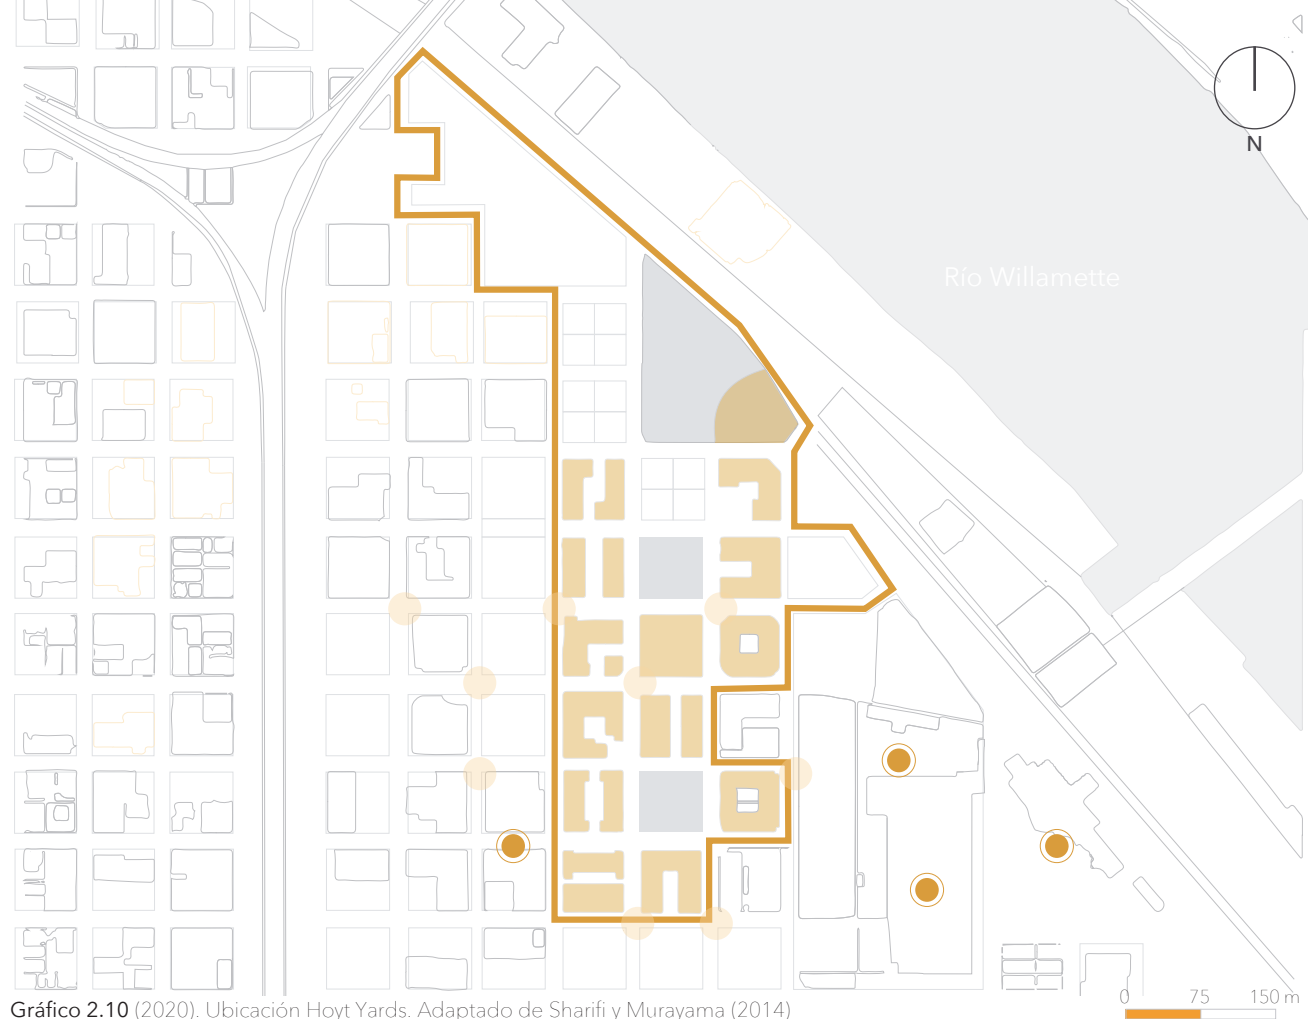 N
Río Willamette
0 75 150 m
Gráfico 2.10 (2020). Ubicación Hoyt Yards. Adaptado de Sharifi y Murayama (2014)